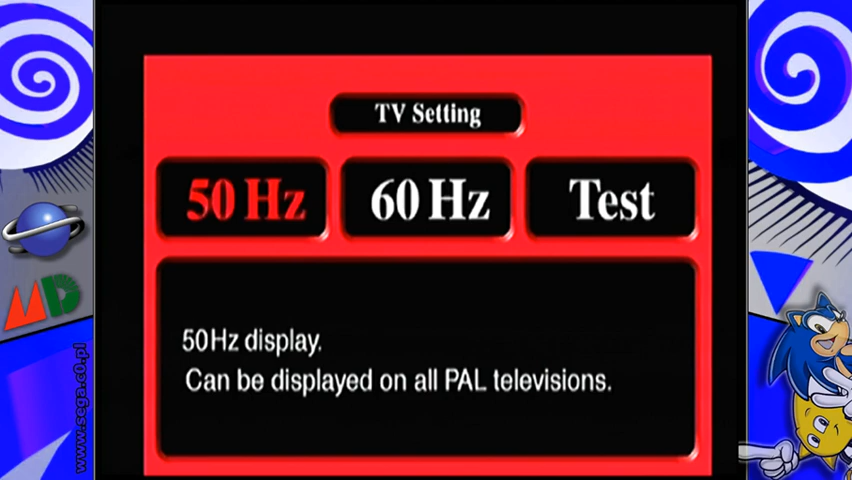 TV Setting
50 Hz 60 Hz Test
50Hz display.
Can be displayed on all PAL televisions.
MD
www.sega.c0.pl